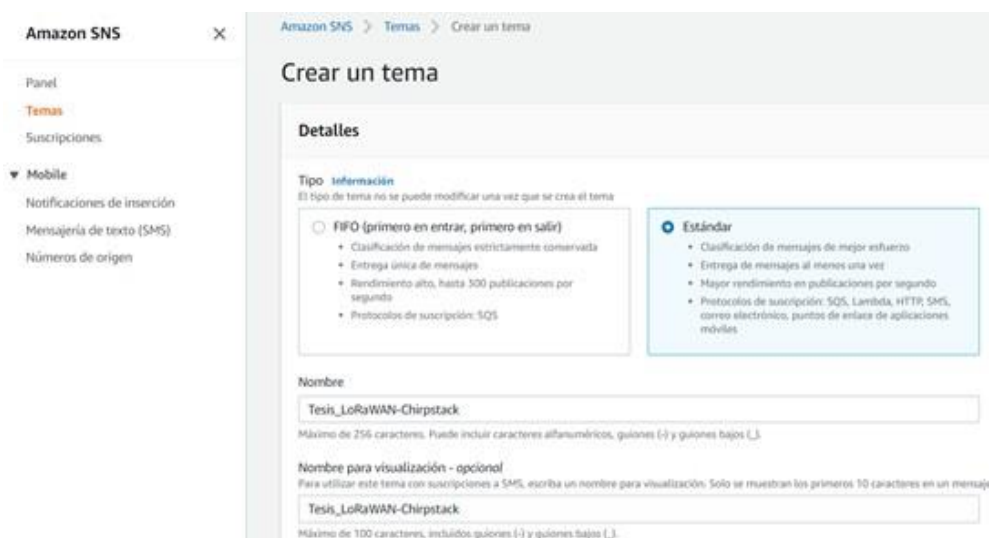 Amazon SNS
Panel
Temas
Suscripciones
Mobile
Notificaciones de inserción
Mensajería de texto (SMS)
Números de origen
Amazon SNS > Temas > Crear un tema
Crear un tema
Detalles
Tipo Información
El tipo de tema no se puede modificar una vez que se crea el tema
FIFO (primero en entrar, primero en salir)
• Clasificación de mensajes estrictamente conservada
• Entrega única de mensajes
• Rendimiento alto, hasta 300 publicaciones por
segundo
• Protocolos de suscripción: SQS
Estándar
• Clasificación de mensajes de mejor esfuerzo
• Entrega de mensajes al menos una vez
• Mayor rendimiento en publicaciones por segundo
• Protocolos de suscripción: SQS, Lambda, HTTP, SMS,
correo electrónico, puntos de enlace de aplicaciones
móviles
Nombre
Tesis_LoRaWAN-Chirpstack
Máximo de 256 caracteres. Puede incluir caracteres alfanuméricos, guiones (-) y guiones bajos (_).
Nombre para visualización - opcional
Para utilizar este tema con suscripciones a SMS, escriba un nombre para visualización. Solo se muestran los primeros 10 caracteres en un mensaje
Tesis_LoRaWAN-Chirpstack
Máximo de 100 caracteres, incluidos guiones (-) y guiones bajos (_).